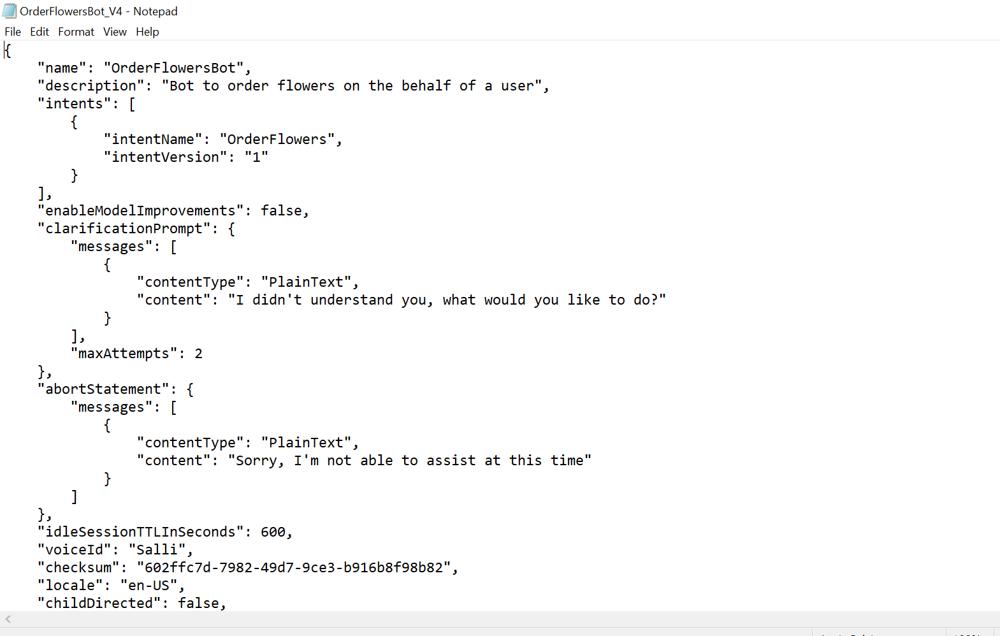 OrderFlowersBot_V4 - Notepad
File Edit Format View Help
{
    "name": "OrderFlowersBot",
    "description": "Bot to order flowers on the behalf of a user",
    "intents": [
        {
            "intentName": "OrderFlowers",
            "intentVersion": "1"
        }
    ],
    "enableModelImprovements": false,
    "clarificationPrompt": {
        "messages": [
            {
                "contentType": "PlainText",
                "content": "I didn't understand you, what would you like to do?"
            }
        ],
        "maxAttempts": 2
    },
    "abortStatement": {
        "messages": [
            {
                "contentType": "PlainText",
                "content": "Sorry, I'm not able to assist at this time"
            }
        ]
    },
    "idleSessionTTLInSeconds": 600,
    "voiceId": "Salli",
    "checksum": "602ffc7d-7982-49d7-9ce3-b916b8f98b82",
    "locale": "en-US",
    "childDirected": false,